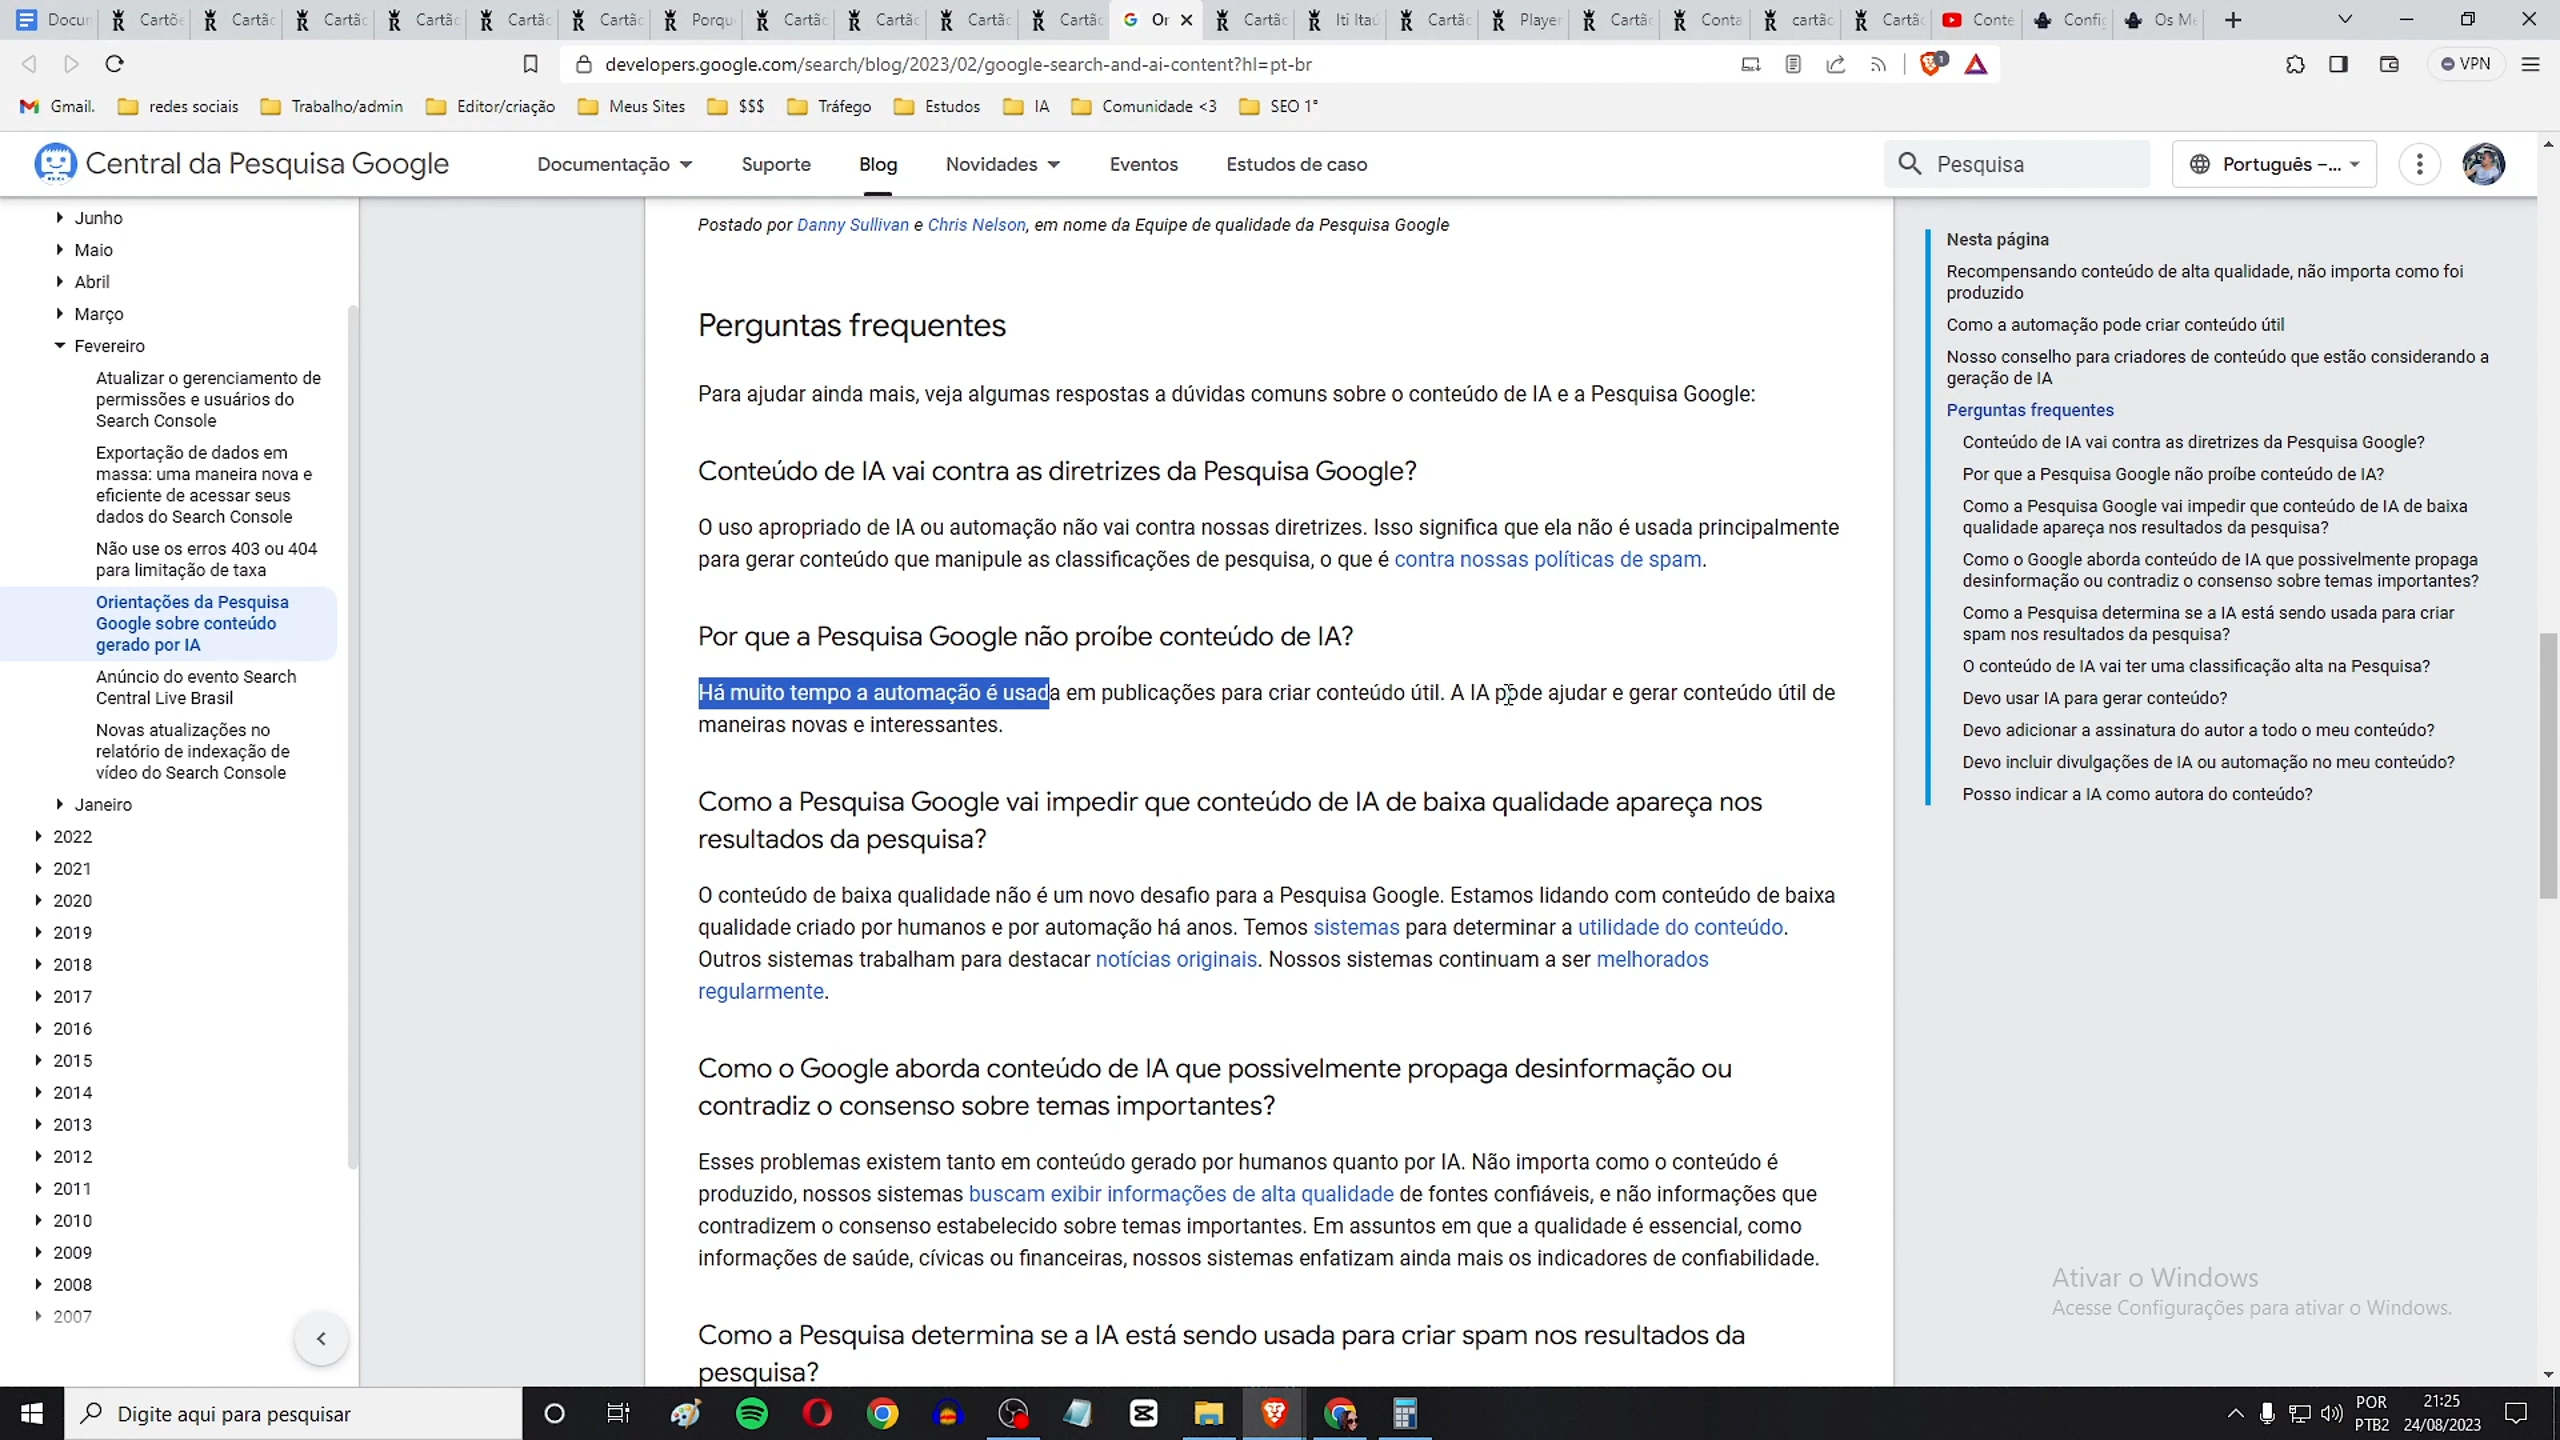 Docun
Cartõe
Cartão
Cartão
Cartão
Cartão
Cartão
Porqu
Cartão
Cartão
Cartão
Cartão
Or
Cartão
Iti Itaú
Cartão
Player
Cartão
Conta
cartão
Cartão
Conte
Config
Os Me
developers.google.com/search/blog/2023/02/google-search-and-ai-content?hl=pt-br
1
VPN
Gmail.
redes sociais
Trabalho/admin
Editor/criação
Meus Sites
$$$
Tráfego
Estudos
IA
Comunidade <3
SEO 1°
Central da Pesquisa Google
Documentação
Suporte
Blog
Novidades
Eventos
Estudos de caso
Pesquisa
Português –...
Junho
Maio
Abril
Março
Fevereiro
Atualizar o gerenciamento de
permissões e usuários do
Search Console
Exportação de dados em
massa: uma maneira nova e
eficiente de acessar seus
dados do Search Console
Não use os erros 403 ou 404
para limitação de taxa
Orientações da Pesquisa
Google sobre conteúdo
gerado por IA
Anúncio do evento Search
Central Live Brasil
Novas atualizações no
relatório de indexação de
vídeo do Search Console
Janeiro
2022
2021
2020
2019
2018
2017
2016
2015
2014
2013
2012
2011
2010
2009
2008
2007
Postado por Danny Sullivan e Chris Nelson, em nome da Equipe de qualidade da Pesquisa Google
Perguntas frequentes
Para ajudar ainda mais, veja algumas respostas a dúvidas comuns sobre o conteúdo de IA e a Pesquisa Google:
Conteúdo de IA vai contra as diretrizes da Pesquisa Google?
O uso apropriado de IA ou automação não vai contra nossas diretrizes. Isso significa que ela não é usada principalmente
para gerar conteúdo que manipule as classificações de pesquisa, o que é contra nossas políticas de spam.
Por que a Pesquisa Google não proíbe conteúdo de IA?
Há muito tempo a automação é usada em publicações para criar conteúdo útil. A IA pode ajudar e gerar conteúdo útil de
maneiras novas e interessantes.
Como a Pesquisa Google vai impedir que conteúdo de IA de baixa qualidade apareça nos
resultados da pesquisa?
O conteúdo de baixa qualidade não é um novo desafio para a Pesquisa Google. Estamos lidando com conteúdo de baixa
qualidade criado por humanos e por automação há anos. Temos sistemas para determinar a utilidade do conteúdo.
Outros sistemas trabalham para destacar notícias originais. Nossos sistemas continuam a ser melhorados
regularmente.
Como o Google aborda conteúdo de IA que possivelmente propaga desinformação ou
contradiz o consenso sobre temas importantes?
Esses problemas existem tanto em conteúdo gerado por humanos quanto por IA. Não importa como o conteúdo é
produzido, nossos sistemas buscam exibir informações de alta qualidade de fontes confiáveis, e não informações que
contradizem o consenso estabelecido sobre temas importantes. Em assuntos em que a qualidade é essencial, como
informações de saúde, cívicas ou financeiras, nossos sistemas enfatizam ainda mais os indicadores de confiabilidade.
Como a Pesquisa determina se a IA está sendo usada para criar spam nos resultados da
pesquisa?
Nesta página
Recompensando conteúdo de alta qualidade, não importa como foi
produzido
Como a automação pode criar conteúdo útil
Nosso conselho para criadores de conteúdo que estão considerando a
geração de IA
Perguntas frequentes
Conteúdo de IA vai contra as diretrizes da Pesquisa Google?
Por que a Pesquisa Google não proíbe conteúdo de IA?
Como a Pesquisa Google vai impedir que conteúdo de IA de baixa
qualidade apareça nos resultados da pesquisa?
Como o Google aborda conteúdo de IA que possivelmente propaga
desinformação ou contradiz o consenso sobre temas importantes?
Como a Pesquisa determina se a IA está sendo usada para criar
spam nos resultados da pesquisa?
O conteúdo de IA vai ter uma classificação alta na Pesquisa?
Devo usar IA para gerar conteúdo?
Devo adicionar a assinatura do autor a todo o meu conteúdo?
Devo incluir divulgações de IA ou automação no meu conteúdo?
Posso indicar a IA como autora do conteúdo?
Ativar o Windows
Acesse Configurações para ativar o Windows.
Digite aqui para pesquisar
POR
PTB2
21:25
24/08/2023